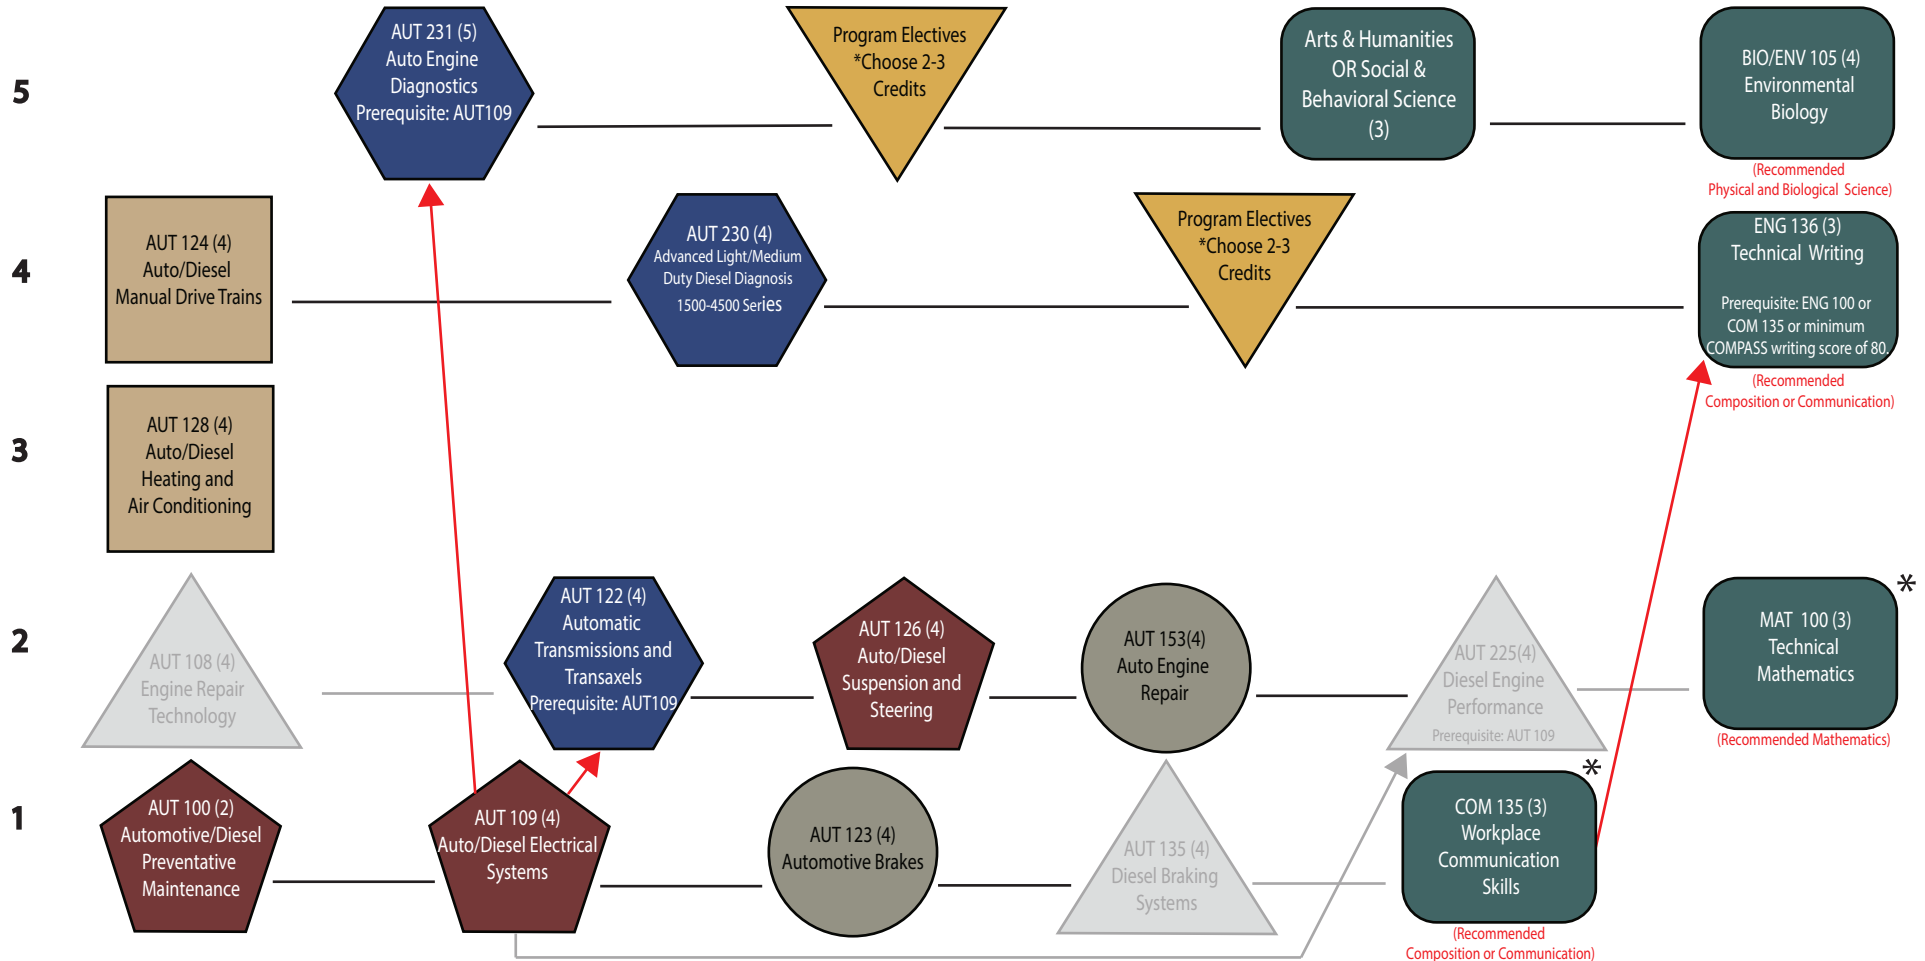 5
AUT 231 (5)
Auto Engine
Diagnostics
Prerequisite: AUT109
Program Electives
*Choose 2-3
Credits
Arts & Humanities
OR Social &
Behavioral Science
(3)
BIO/ENV 105 (4)
Environmental
Biology
(Recommended
Physical and Biological Science)
4
AUT 124 (4)
Auto/Diesel
Manual Drive Trains
AUT 230 (4)
Advanced Light/Medium
Duty Diesel Diagnosis
1500-4500 Series
Program Electives
*Choose 2-3
Credits
ENG 136 (3)
Technical Writing
Prerequisite: ENG 100 or
COM 135 or minimum
COMPASS writing score of 80.
(Recommended
Composition or Communication)
3
AUT 128 (4)
Auto/Diesel
Heating and
Air Conditioning
2
AUT 108 (4)
Engine Repair
Technology
AUT 122 (4)
Automatic
Transmissions and
Transaxels
Prerequisite: AUT109
AUT 126 (4)
Auto/Diesel
Suspension and
Steering
AUT 153(4)
Auto Engine
Repair
AUT 225(4)
Diesel Engine
Performance
Prerequisite: AUT 109
*
MAT 100 (3)
Technical
Mathematics
(Recommended Mathematics)
1
AUT 100 (2)
Automotive/Diesel
Preventative
Maintenance
AUT 109 (4)
Auto/Diesel Electrical
Systems
AUT 123 (4)
Automotive Brakes
AUT 135 (4)
Diesel Braking
Systems
*
COM 135 (3)
Workplace
Communication
Skills
(Recommended
Composition or Communication)